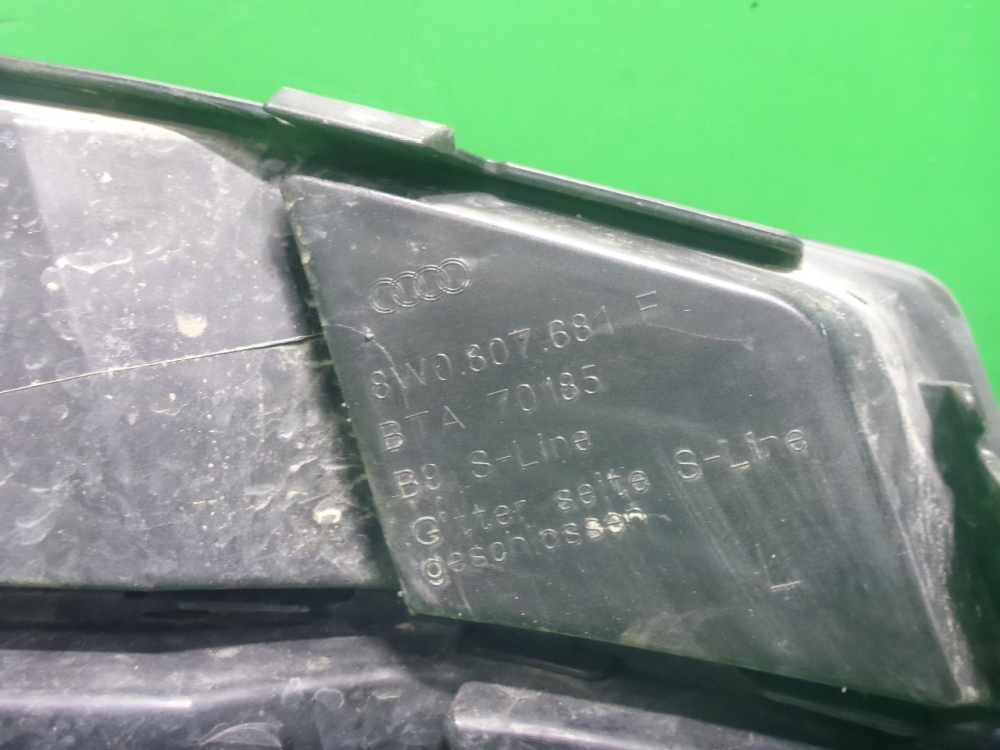 8W0.807.681 F
BTA 70185
B9 S-Line
Gitter seite S-Line
geschlossen
L